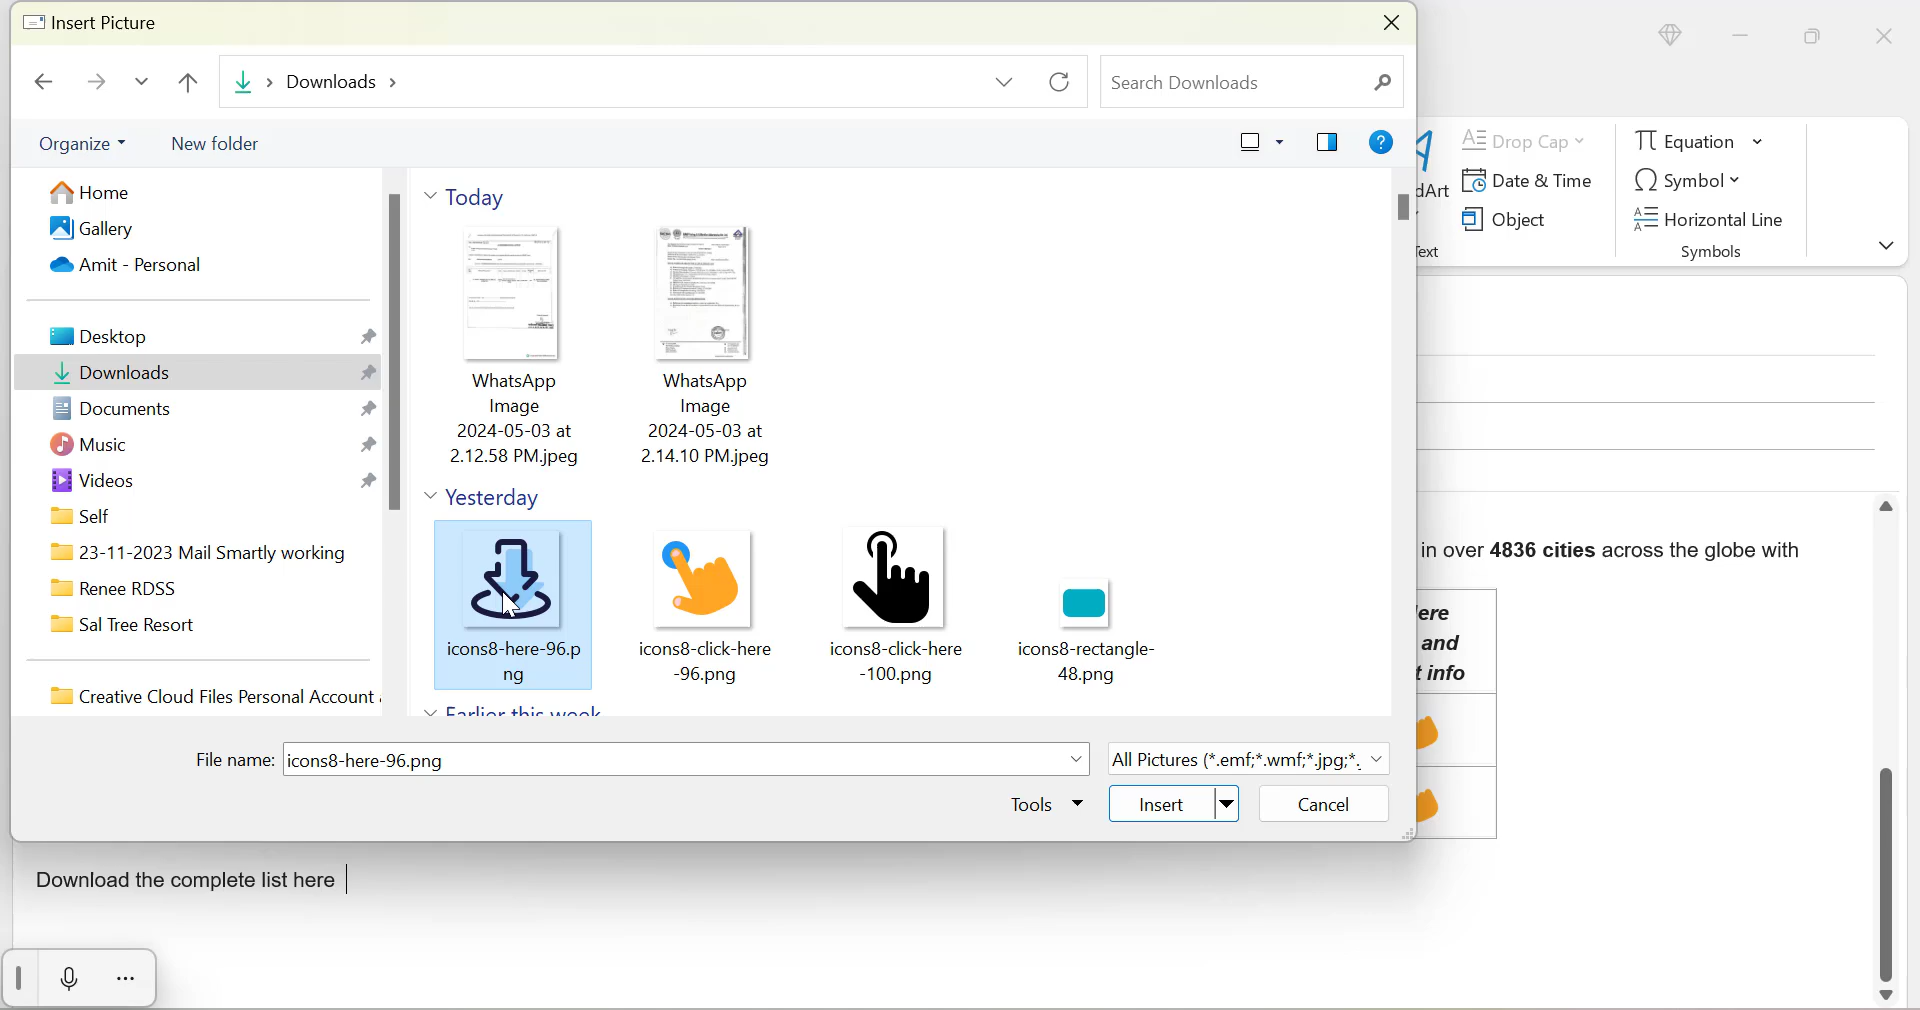 Insert Picture
Downloads
Search Downloads
Organize
New folder
Home
Gallery
Amit - Personal
Desktop
Downloads
Documents
Music
Videos
Self
23-11-2023 Mail Smartly working
Renee RDSS
Sal Tree Resort
Creative Cloud Files Personal Account
Today
WhatsApp
Image
2024-05-03 at
2.12.58 PM.jpeg
WhatsApp
Image
2024-05-03 at
2.14.10 PM.jpeg
Yesterday
icons8-here-96.p
ng
icons8-click-here
-96.png
icons8-click-here
-100.png
icons8-rectangle-
48.png
Earlier this week
File name: icons8-here-96.png
All Pictures (*.emf;*.wmf;*.jpg;*.
Tools
Insert
Cancel
dArt
Drop Cap
Date & Time
Object
Text
Equation
Symbol
Horizontal Line
Symbols
in over 4836 cities across the globe with
ere
and
t info
Download the complete list here